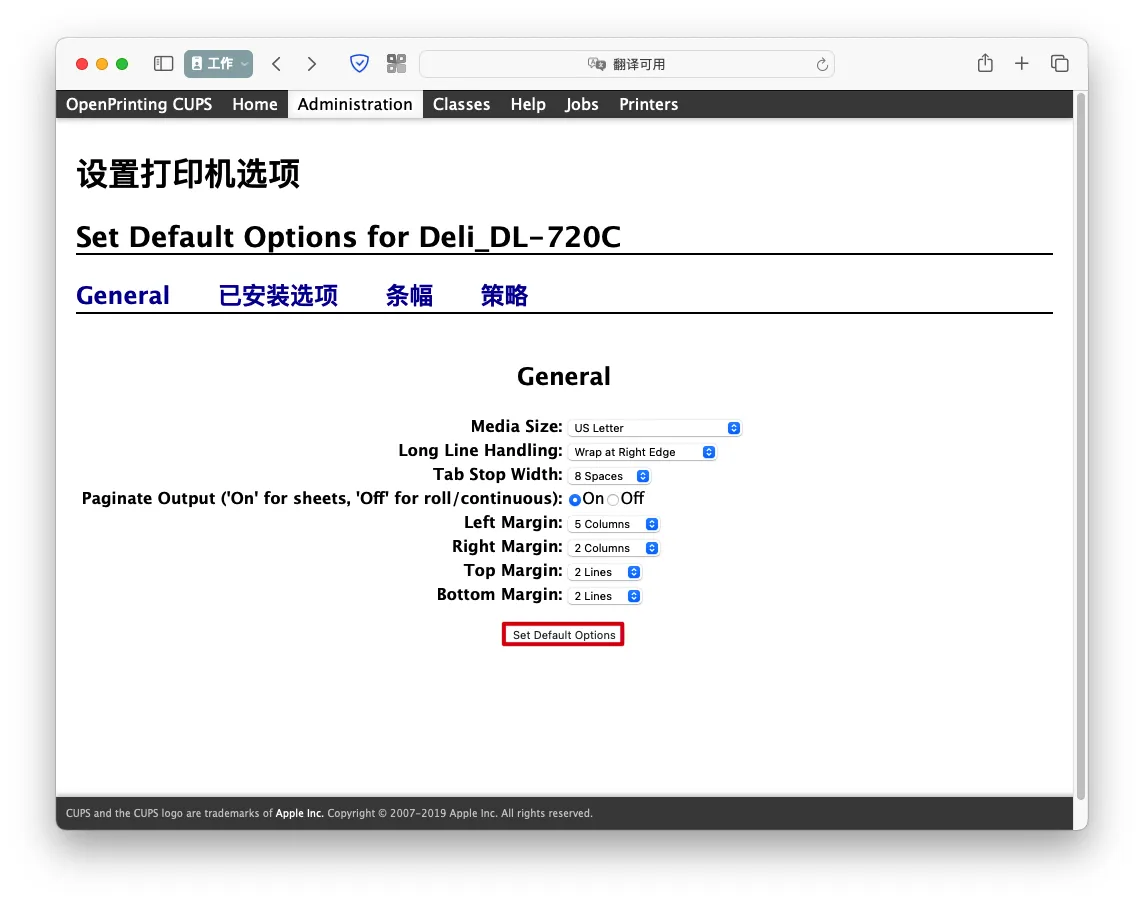 工作
翻译可用
OpenPrinting CUPS Home Administration Classes Help Jobs Printers
设置打印机选项
Set Default Options for Deli_DL-720C
General 已安装选项 条幅 策略
General
Media Size: US Letter
Long Line Handling: Wrap at Right Edge
Tab Stop Width: 8 Spaces
Paginate Output ('On' for sheets, 'Off' for roll/continuous): On Off
Left Margin: 5 Columns
Right Margin: 2 Columns
Top Margin: 2 Lines
Bottom Margin: 2 Lines
Set Default Options
CUPS and the CUPS logo are trademarks of Apple Inc. Copyright © 2007-2019 Apple Inc. All rights reserved.